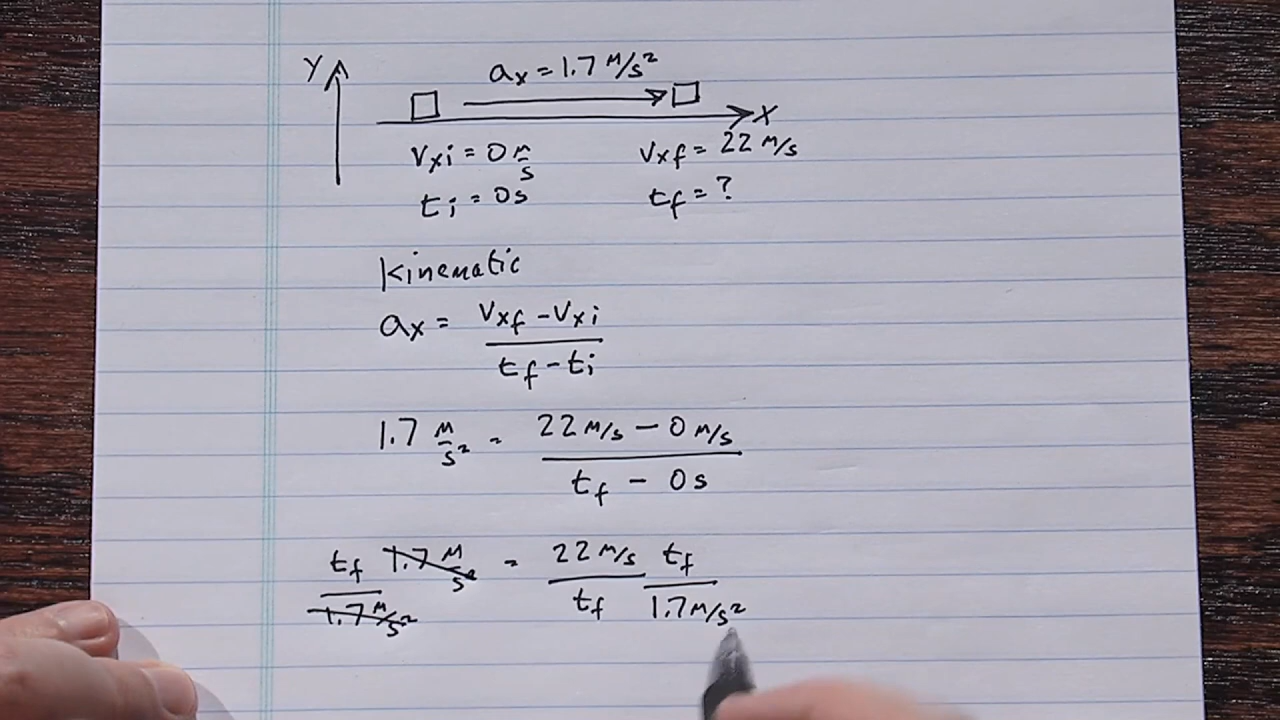 Y
ax = 1.7 M/s²
X
Vxi = 0 M/s
Vxf = 22 M/s
ti = 0s
tf = ?
Kinematic
ax = Vxf - Vxi / tf - ti
1.7 M/s² = 22 M/s - 0 M/s / tf - 0s
tf 1.7 M/s² / 1.7 M/s² = 22 M/s / tf tf / 1.7 M/s²